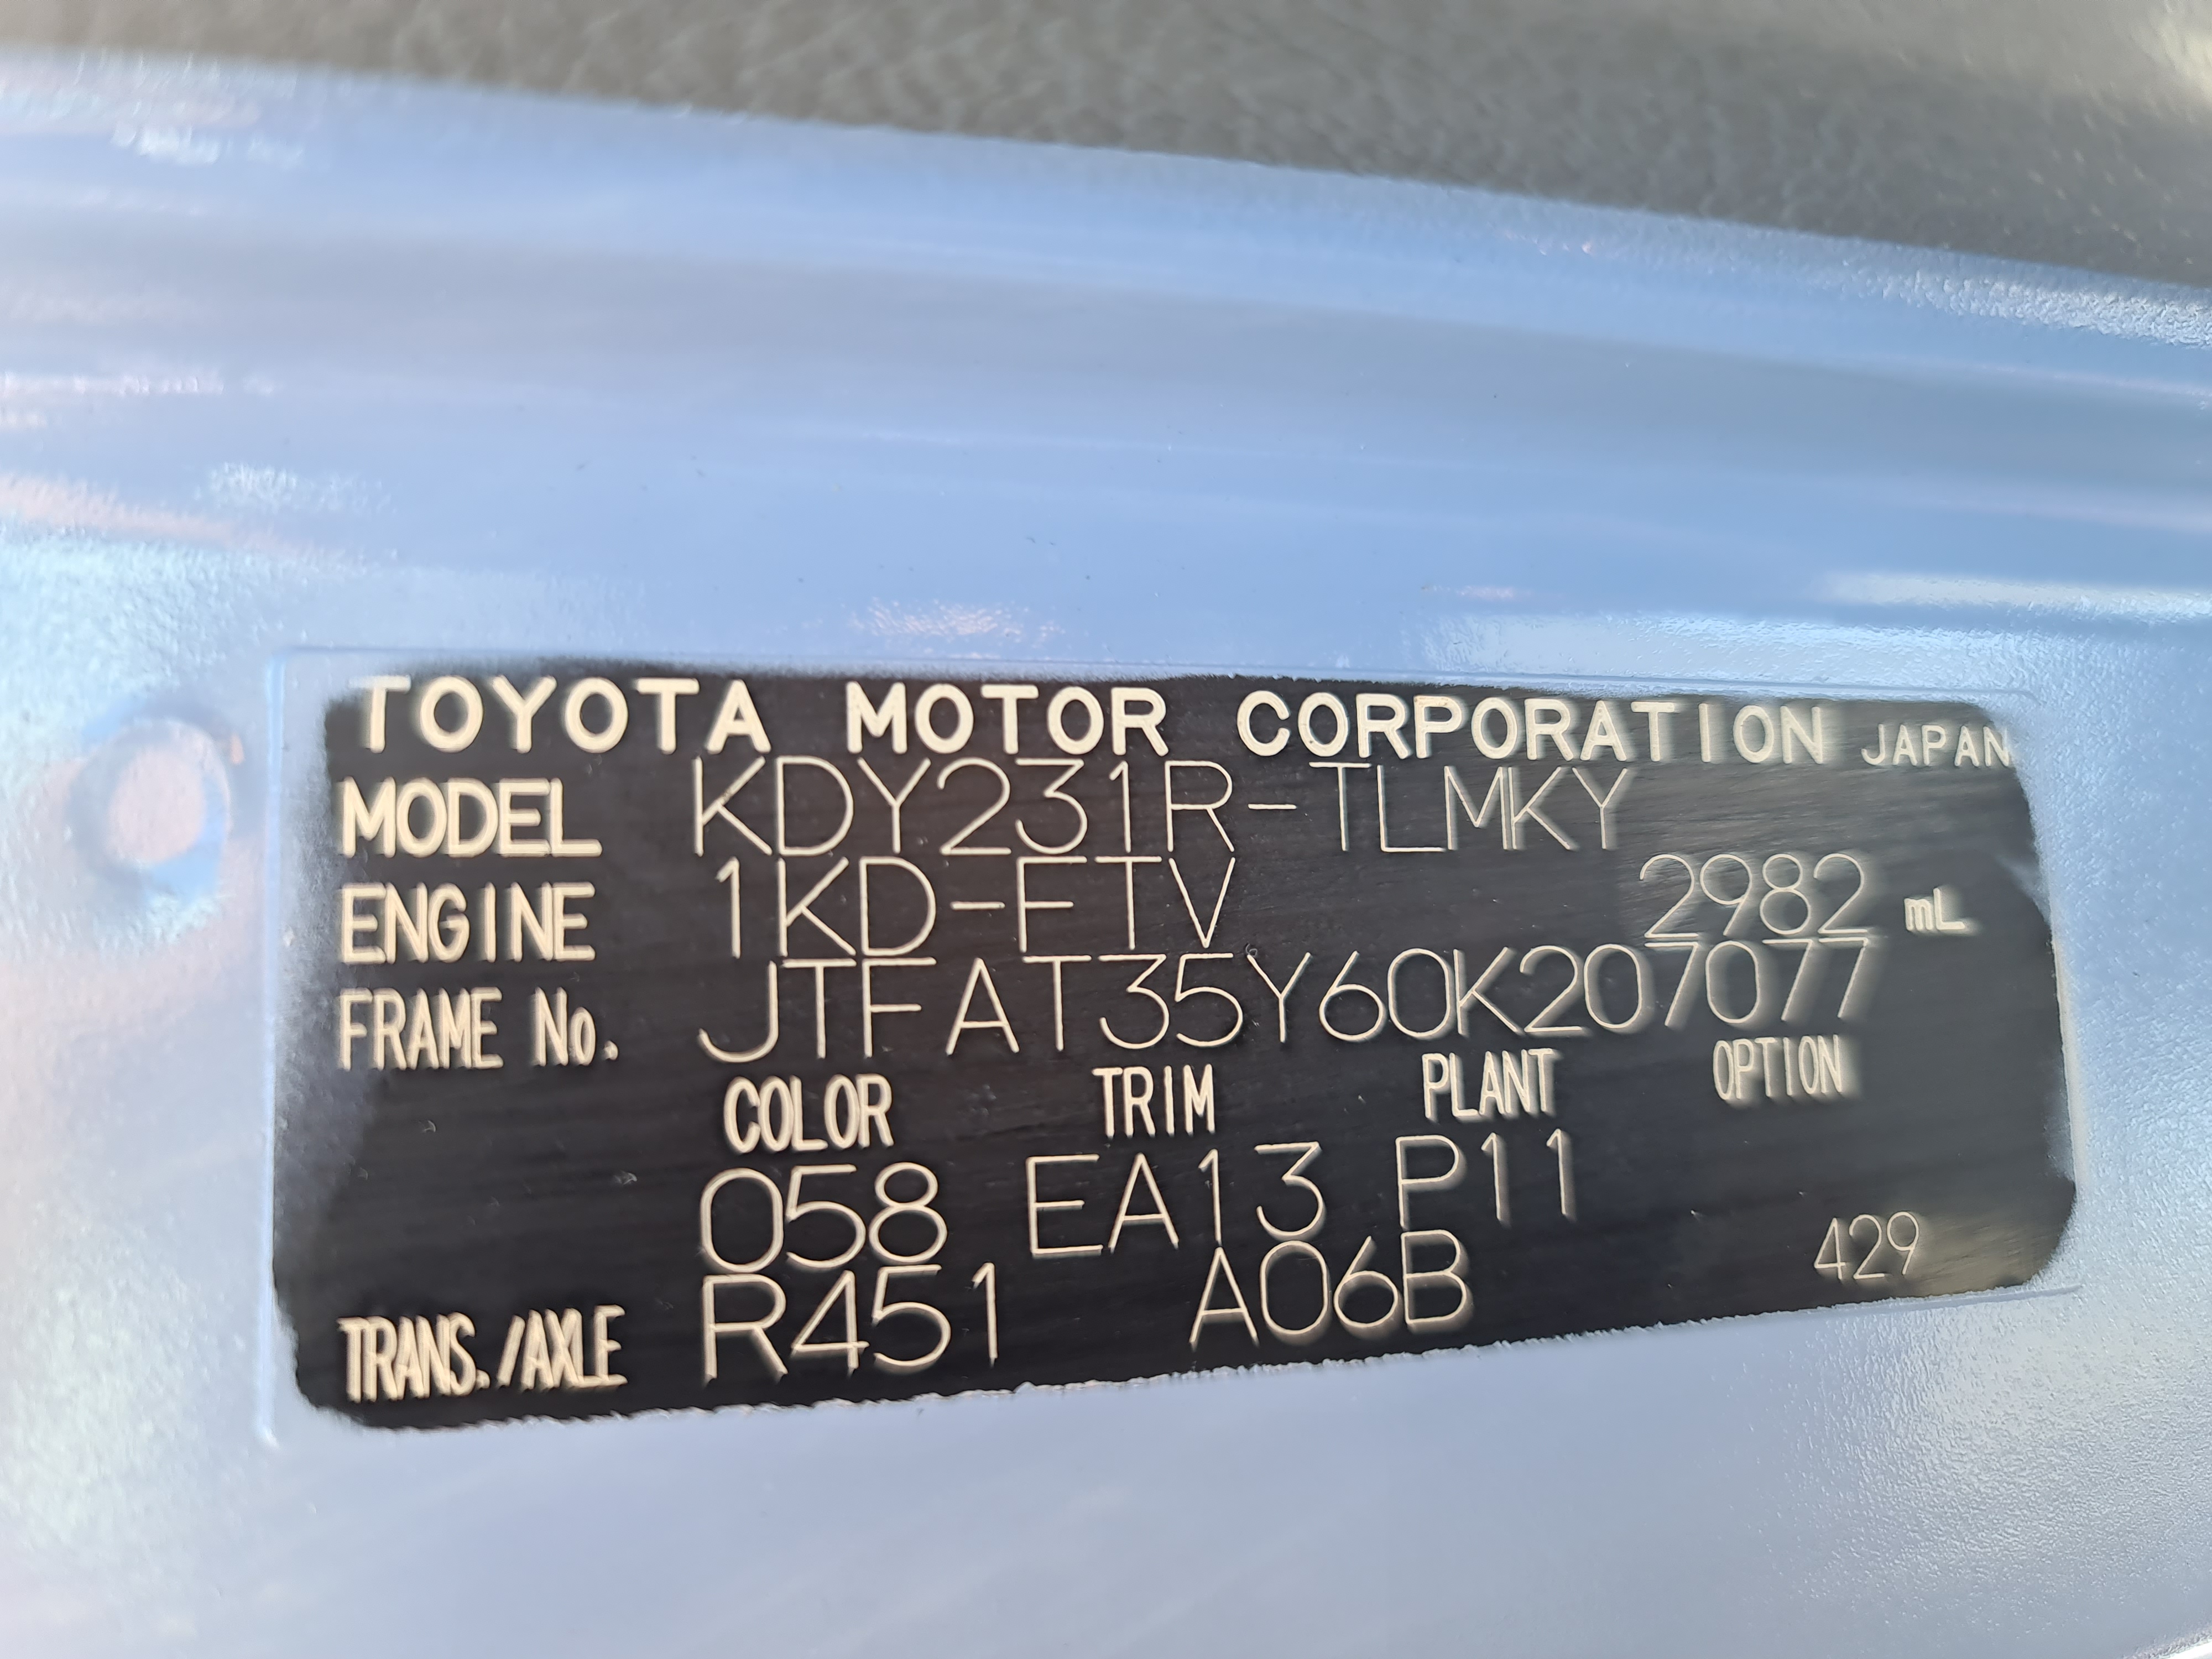 TOYOTA MOTOR CORPORATION JAPAN
MODEL KDY231R-TLMKY
ENGINE 1KD-FTV 2982 mL
FRAME No. JTFAT35Y60K207077
COLOR TRIM PLANT OPTION
058 EA13 P11
TRANS./AXLE R451 A06B 429